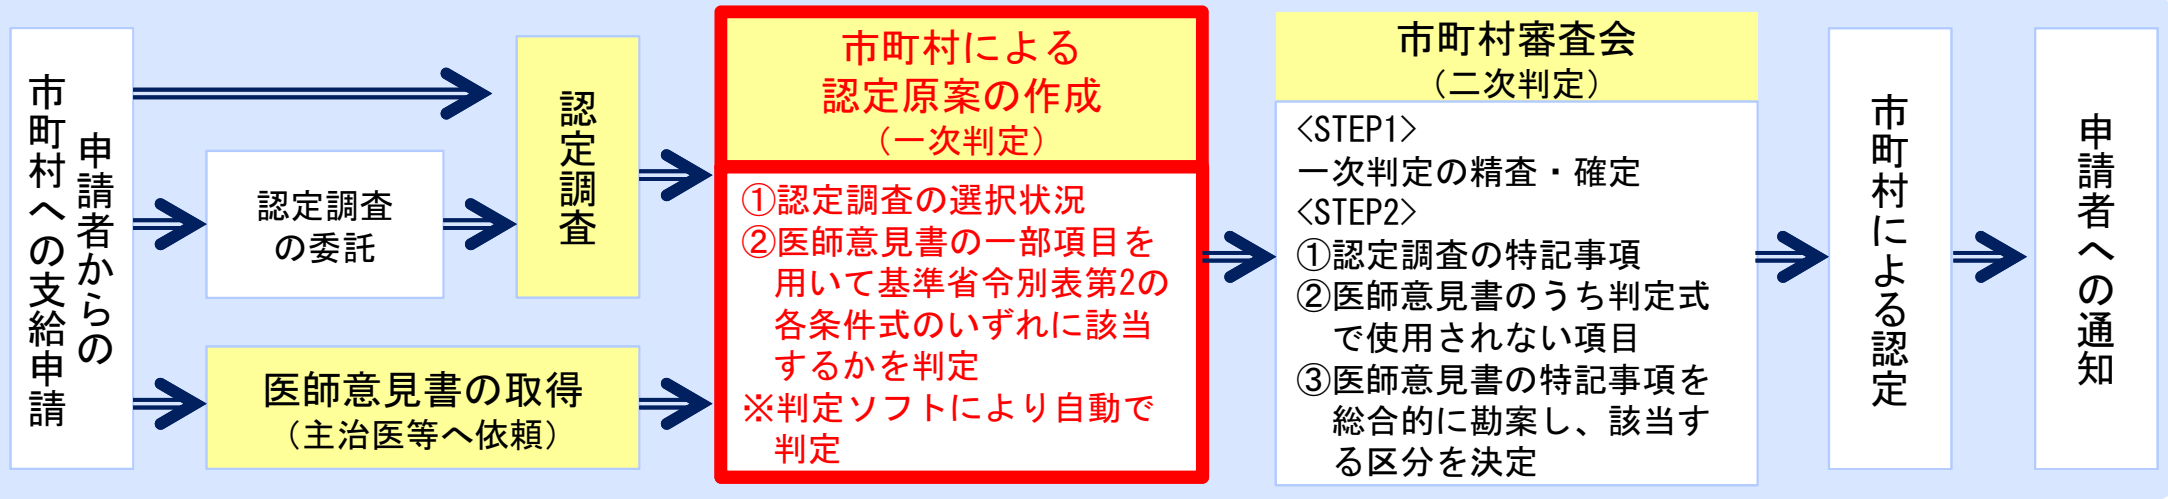 申請者からの
市町村への支給申請
認定調査
の委託
医師意見書の取得
（主治医等へ依頼）
認定調査
市町村による
認定原案の作成
（一次判定）
①認定調査の選択状況
②医師意見書の一部項目を
用いて基準省令別表第2の
各条件式のいずれに該当
するかを判定
※判定ソフトにより自動で
判定
市町村審査会
（二次判定）
<STEP1>
一次判定の精査・確定
<STEP2>
①認定調査の特記事項
②医師意見書のうち判定式
で使用されない項目
③医師意見書の特記事項を
総合的に勘案し、該当す
る区分を決定
市町村による認定
申請者への通知